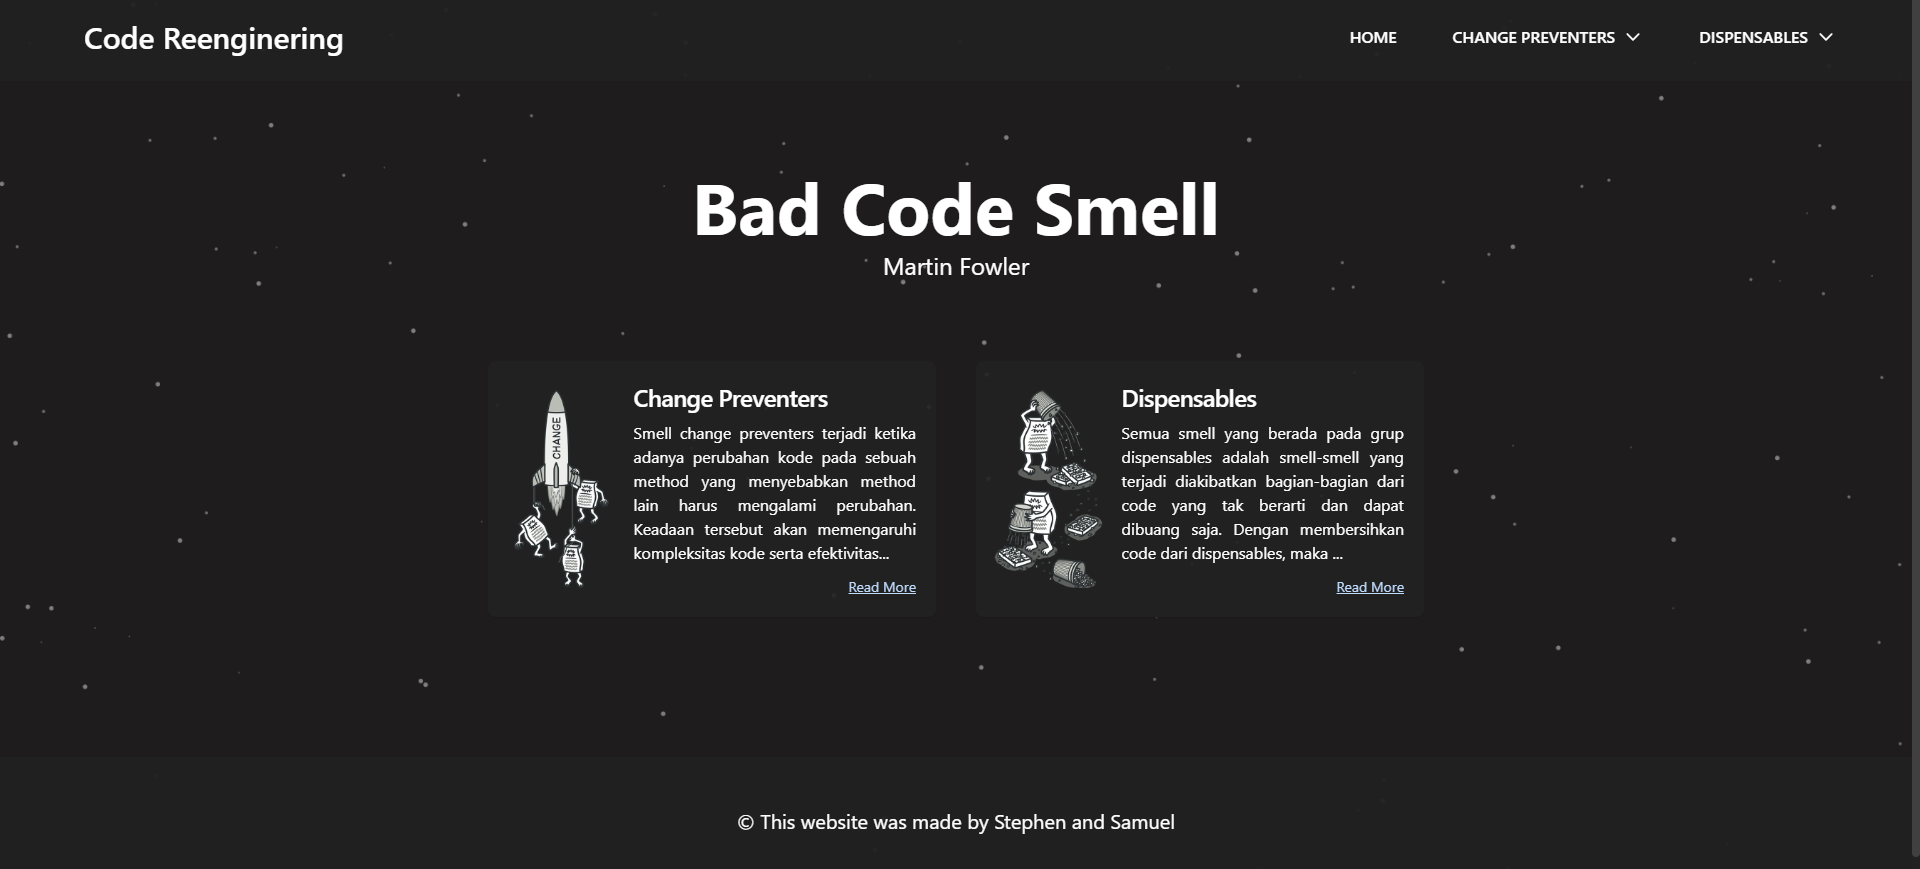 Code Reenginering
HOME
CHANGE PREVENTERS
DISPENSABLES
Bad Code Smell
Martin Fowler
CHANGE
Change Preventers
Smell change preventers terjadi ketika
adanya perubahan kode pada sebuah
method yang menyebabkan method
lain harus mengalami perubahan.
Keadaan tersebut akan memengaruhi
kompleksitas kode serta efektivitas...
Read More
Dispensables
Semua smell yang berada pada grup
dispensables adalah smell-smell yang
terjadi diakibatkan bagian-bagian dari
code yang tak berarti dan dapat
dibuang saja. Dengan membersihkan
code dari dispensables, maka ...
Read More
© This website was made by Stephen and Samuel